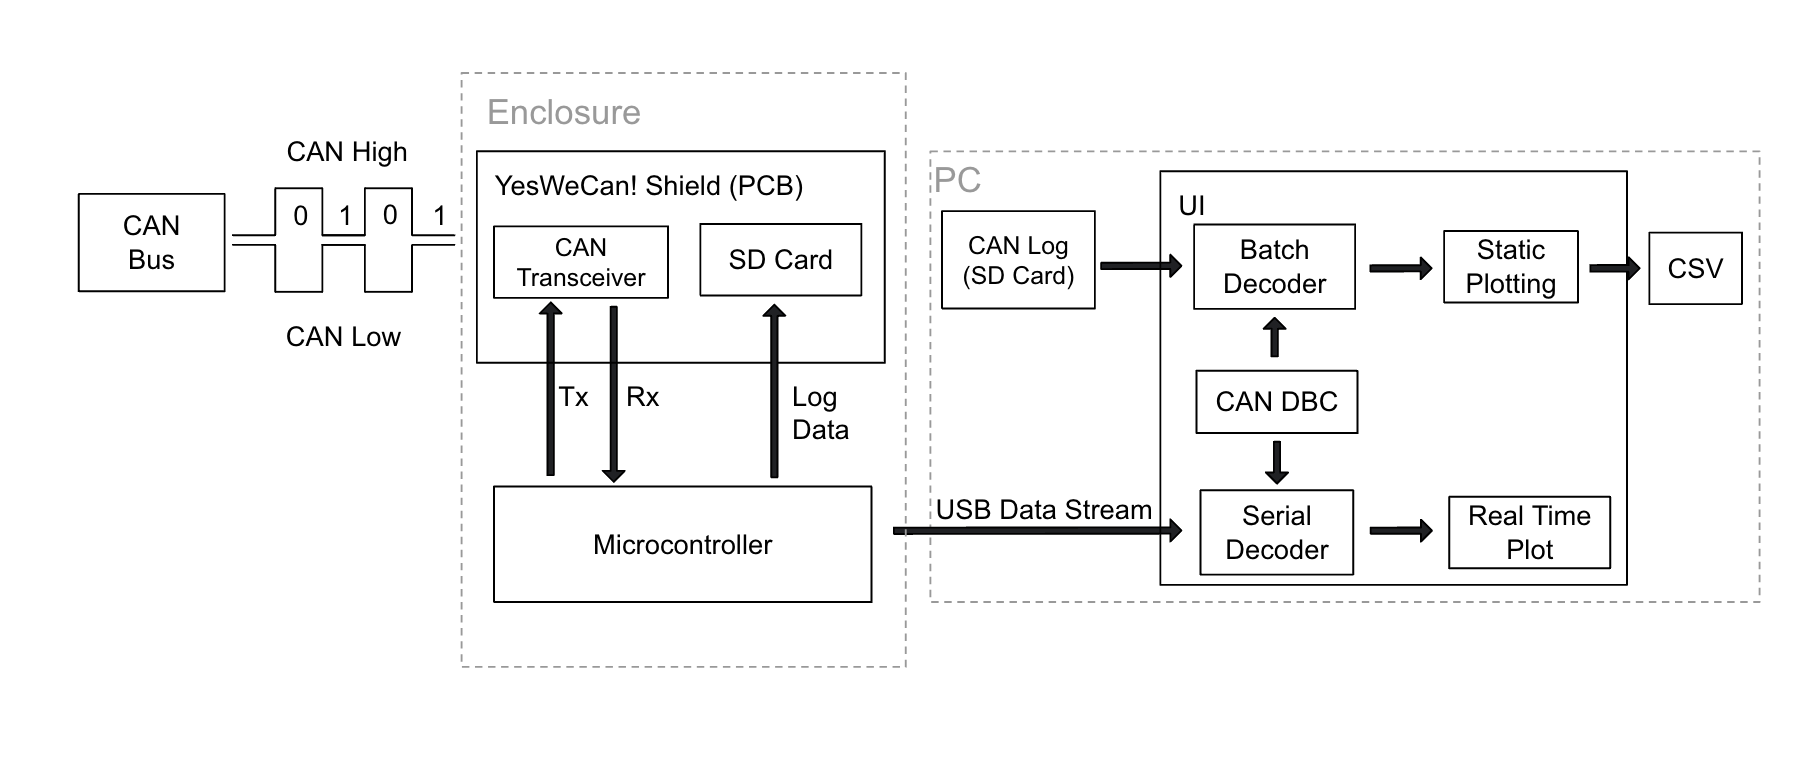 Enclosure
CAN High
YesWeCan! Shield (PCB)
PC
UI
CAN
Bus
0
1
0
1
CAN
Transceiver
SD Card
CAN Log
(SD Card)
Batch
Decoder
Static
Plotting
CSV
CAN Low
Tx
Rx
Log
Data
CAN DBC
Microcontroller
USB Data Stream
Serial
Decoder
Real Time
Plot